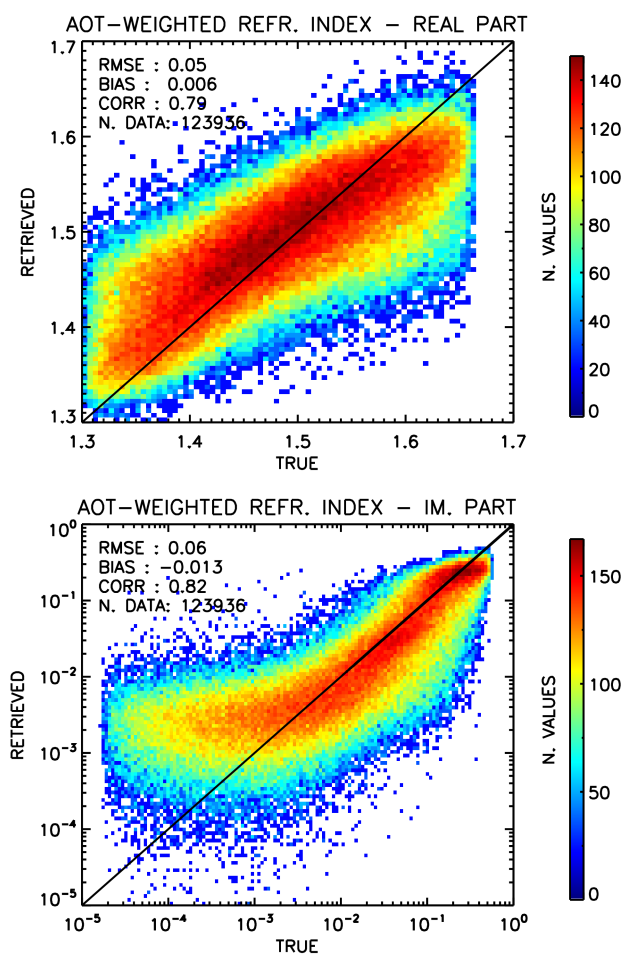 AOT-WEIGHTED REFR. INDEX - REAL PART
1.7
1.6
1.5
1.4
1.3
RETRIEVED
RMSE : 0.05
BIAS : 0.006
CORR : 0.79
N. DATA: 123936
1.3 1.4 1.5 1.6 1.7
TRUE
140
120
100
80
60
40
20
0
N. VALUES
AOT-WEIGHTED REFR. INDEX - IM. PART
10⁰
10⁻¹
10⁻²
10⁻³
10⁻⁴
10⁻⁵
RETRIEVED
RMSE : 0.06
BIAS : -0.013
CORR : 0.82
N. DATA: 123936
10⁻⁵ 10⁻⁴ 10⁻³ 10⁻² 10⁻¹ 10⁰
TRUE
150
100
50
0
N. VALUES